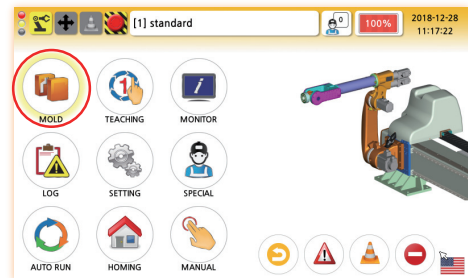 [1] standard
0
100%
2018-12-28
11:17:22
1
i
MOLD
TEACHING
MONITOR
LOG
SETTING
SPECIAL
AUTO RUN
HOMING
MANUAL